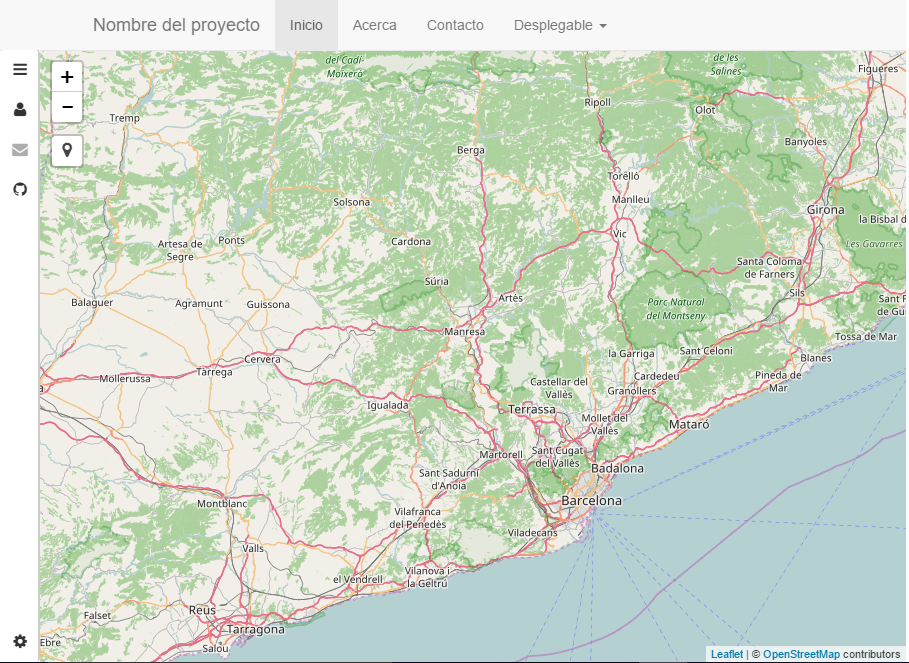 Nombre del proyecto
Inicio
Acerca
Contacto
Desplegable
+
−
del Cadí-
Moixeró
de les
Salines
Figueres
Ripoll
Olot
Tremp
Banyoles
Berga
Torelló
Manlleu
Solsona
Girona
la Bisbal d
Vic
Artesa de
Segre
Ponts
Cardona
Les Gavarres
Santa Coloma
de Farners
Súria
Sils
Artés
Balaguer
Agramunt
Guissona
Parc Natural
del Montseny
Sant F
de Gu
Manresa
Tossa de Mar
la Garriga
Sant Celoni
Blanes
Cervera
Tàrrega
Mollerussa
a
Cardedeu
Pineda de
Mar
Castellar del
Vallès
Granollers
Igualada
Terrassa
Mollet del
Vallès
Mataró
Martorell
Sant Cugat
del Vallès
Badalona
Sant Sadurní
d'Anoia
Barcelona
Montblanc
Vilafranca
del Penedès
Viladecans
Valls
el Vendrell
Vilanova i
la Geltrú
Reus
Falset
Tarragona
Ebre
Salou
Leaflet | © OpenStreetMap contributors